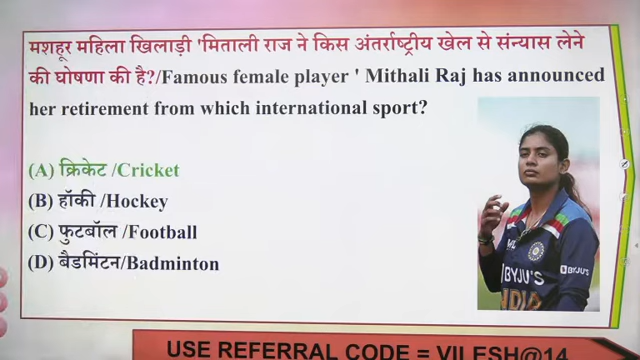 मशहूर महिला खिलाड़ी 'मिताली राज ने किस अंतर्राष्ट्रीय खेल से संन्यास लेने
की घोषणा की है?/Famous female player ' Mithali Raj has announced
her retirement from which international sport?
(A) क्रिकेट /Cricket
(B) हॉकी /Hockey
(C) फुटबॉल /Football
(D) बैडमिंटन/Badminton
BYJU'S
BYJU'S
INDIA
USE REFERRAL CODE = VILESH@14